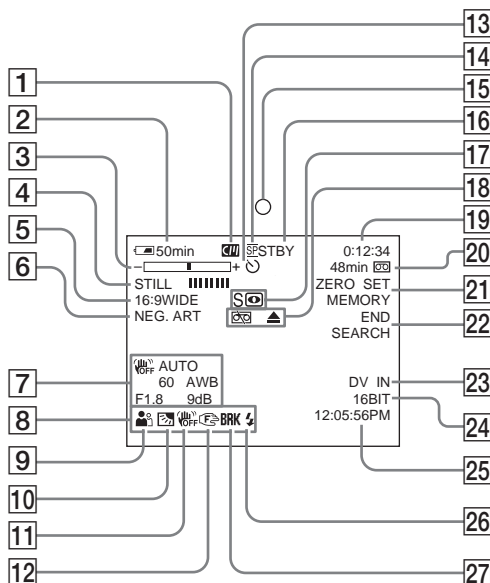 13
14
15
16
17
18
19
20
21
22
23
24
25
26
27
1
2
3
4
5
6
7
8
9
10
11
12
50min SP STBY 0:12:34
− + 48min
STILL ZERO SET
16:9WIDE S MEMORY
NEG. ART END
SEARCH
OFF AUTO
60 AWB DV IN
F1.8 9dB 16BIT
12:05:56PM
OFF F BRK